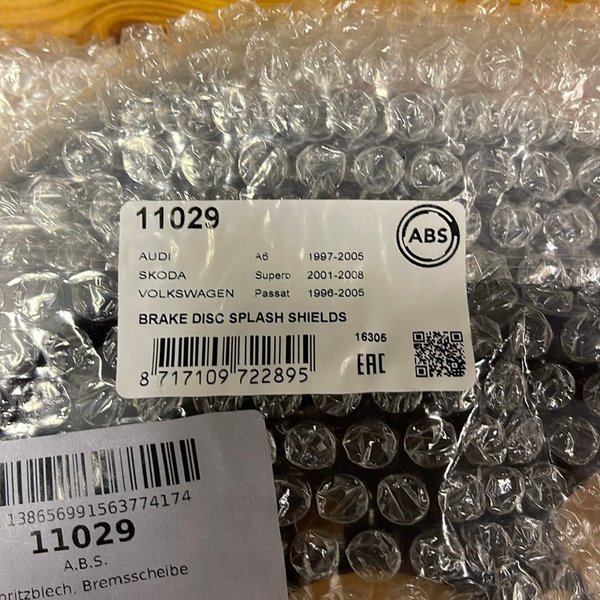 11029
ABS
AUDI A6 1997-2005
SKODA Superb 2001-2008
VOLKSWAGEN Passat 1996-2005
BRAKE DISC SPLASH SHIELDS
16305
8 717109 722895
EAC
138656991563774174
11029
A.B.S.
pritzblech, Bremsscheibe